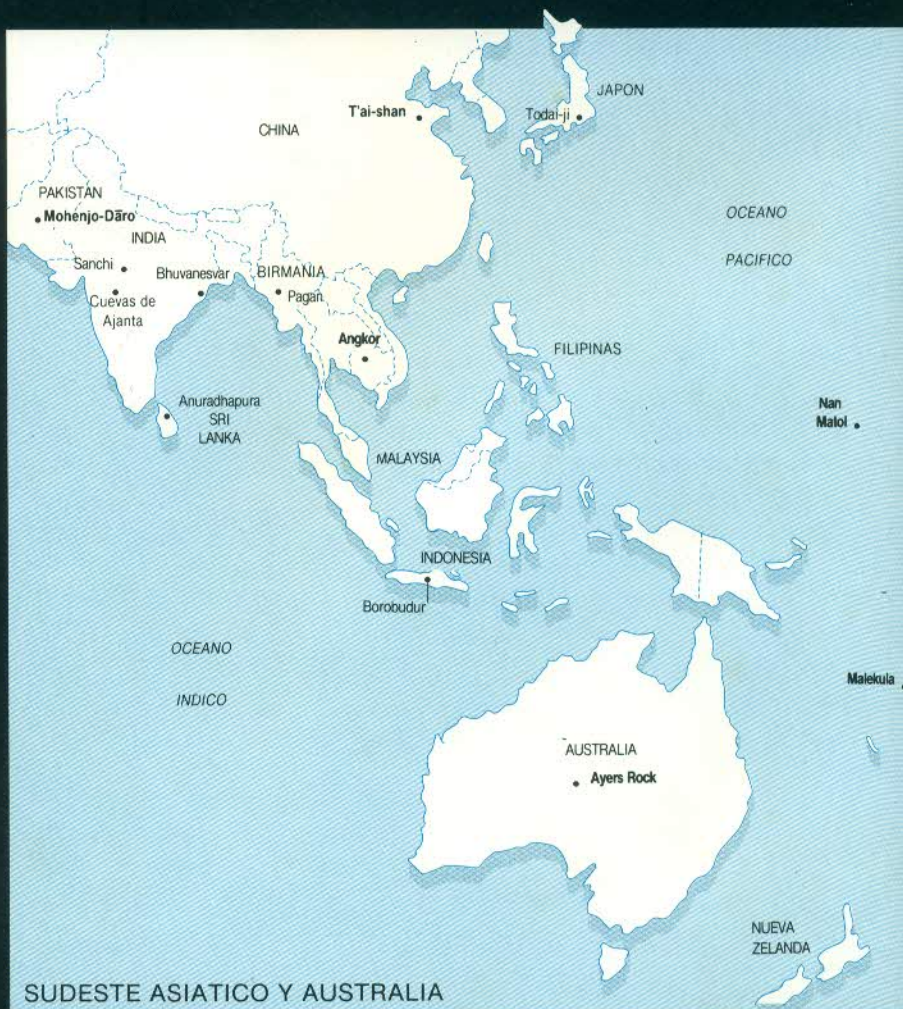 JAPON
T'ai-shan
Todai-ji
CHINA
PAKISTAN
Mohenjo-Dāro
INDIA
OCEANO
PACIFICO
Sanchi
Bhuvanesvar
BIRMANIA
Cuevas de
Ajanta
Pagan
Angkor
FILIPINAS
Anuradhapura
SRI
LANKA
Nan
Matol
MALAYSIA
INDONESIA
Borobudur
OCEANO
INDICO
Malekula
AUSTRALIA
Ayers Rock
NUEVA
ZELANDA
SUDESTE ASIATICO Y AUSTRALIA